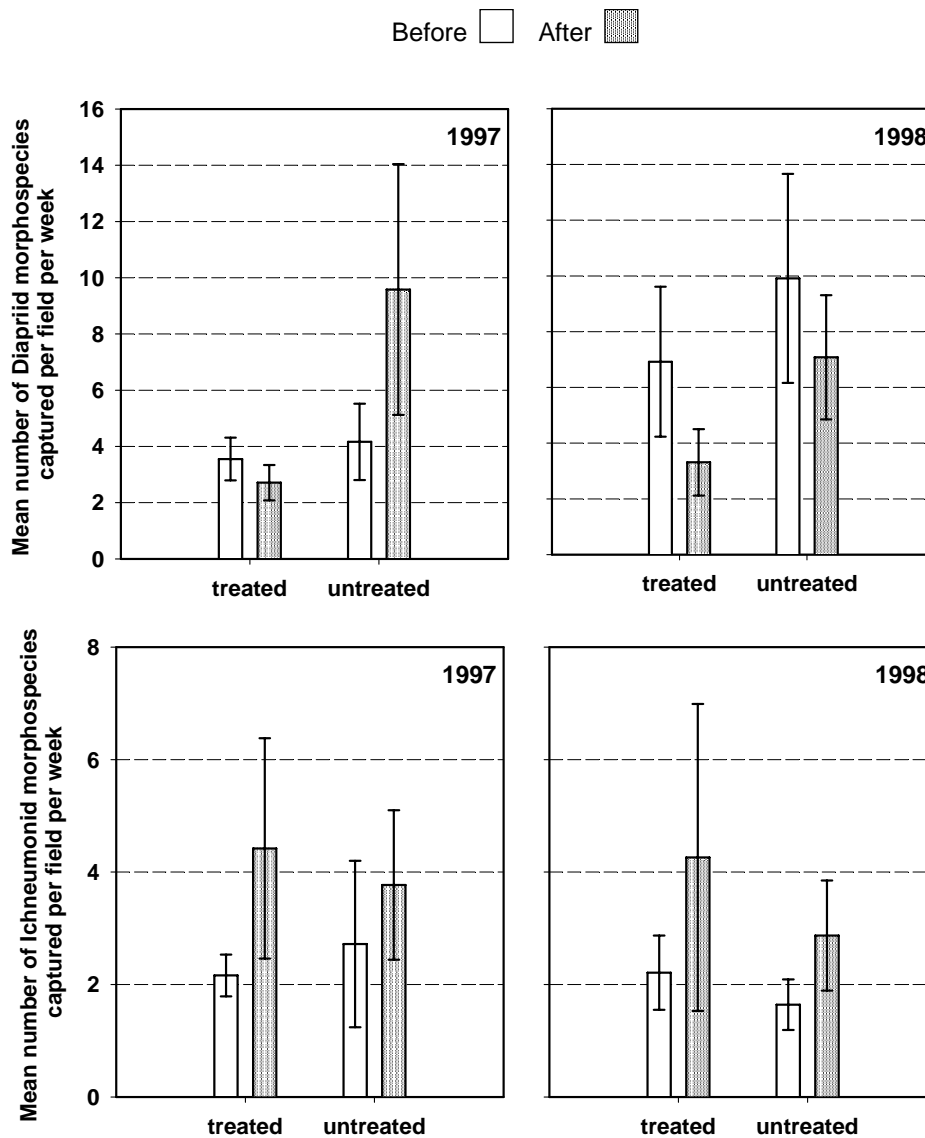 Before After
Mean number of Diapriid morphospecies
captured per field per week
16
14
12
10
8
6
4
2
0
1997
treated untreated
1998
treated untreated
Mean number of Ichneumonid morphospecies
captured per field per week
8
6
4
2
0
1997
treated untreated
1998
treated untreated